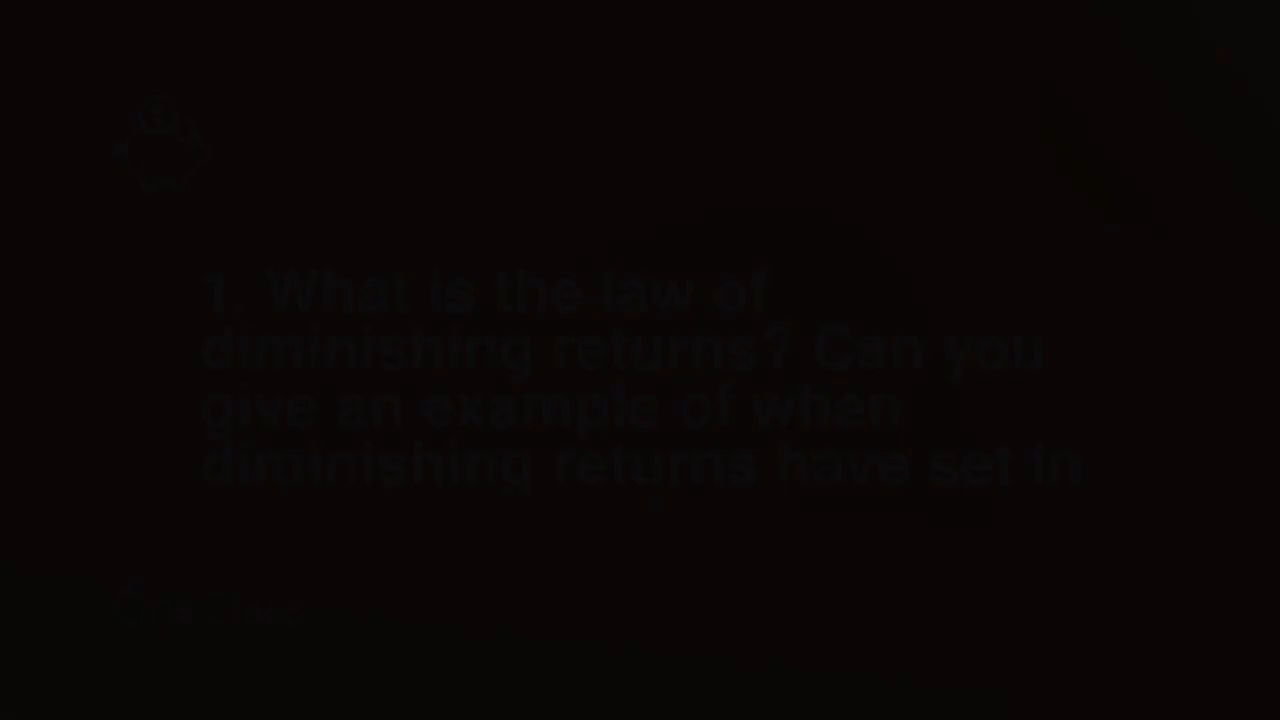 1. What is the law of
diminishing returns? Can you
give an example of when
diminishing returns have set in